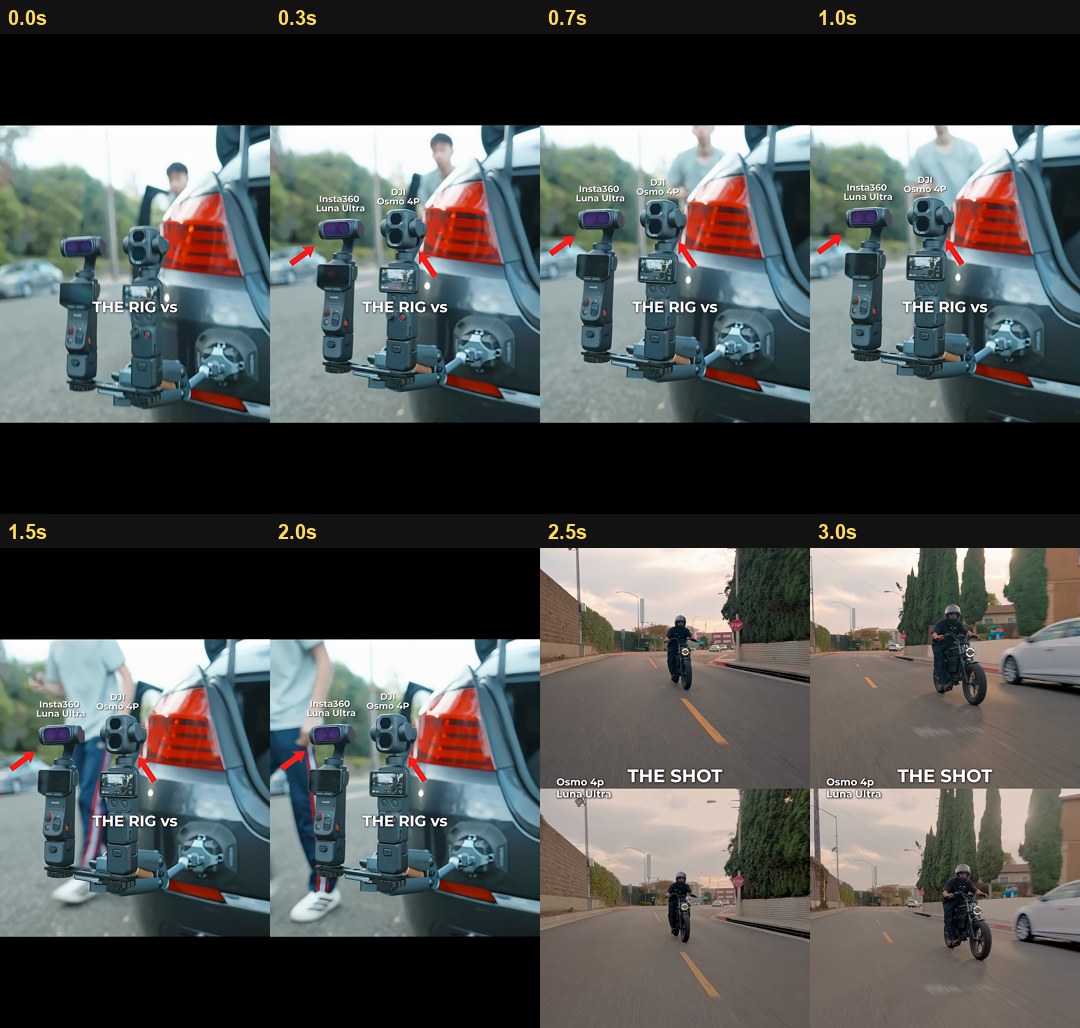 0.0s
0.3s
0.7s
1.0s
THE RIG vs
Insta360
Luna Ultra
DJI
Osmo 4P
THE RIG vs
Insta360
Luna Ultra
DJI
Osmo 4P
THE RIG vs
Insta360
Luna Ultra
DJI
Osmo 4P
THE RIG vs
1.5s
2.0s
2.5s
3.0s
Insta360
Luna Ultra
DJI
Osmo 4P
THE RIG vs
Insta360
Luna Ultra
DJI
Osmo 4P
THE RIG vs
THE SHOT
Osmo 4p
Luna Ultra
THE SHOT
Osmo 4p
Luna Ultra